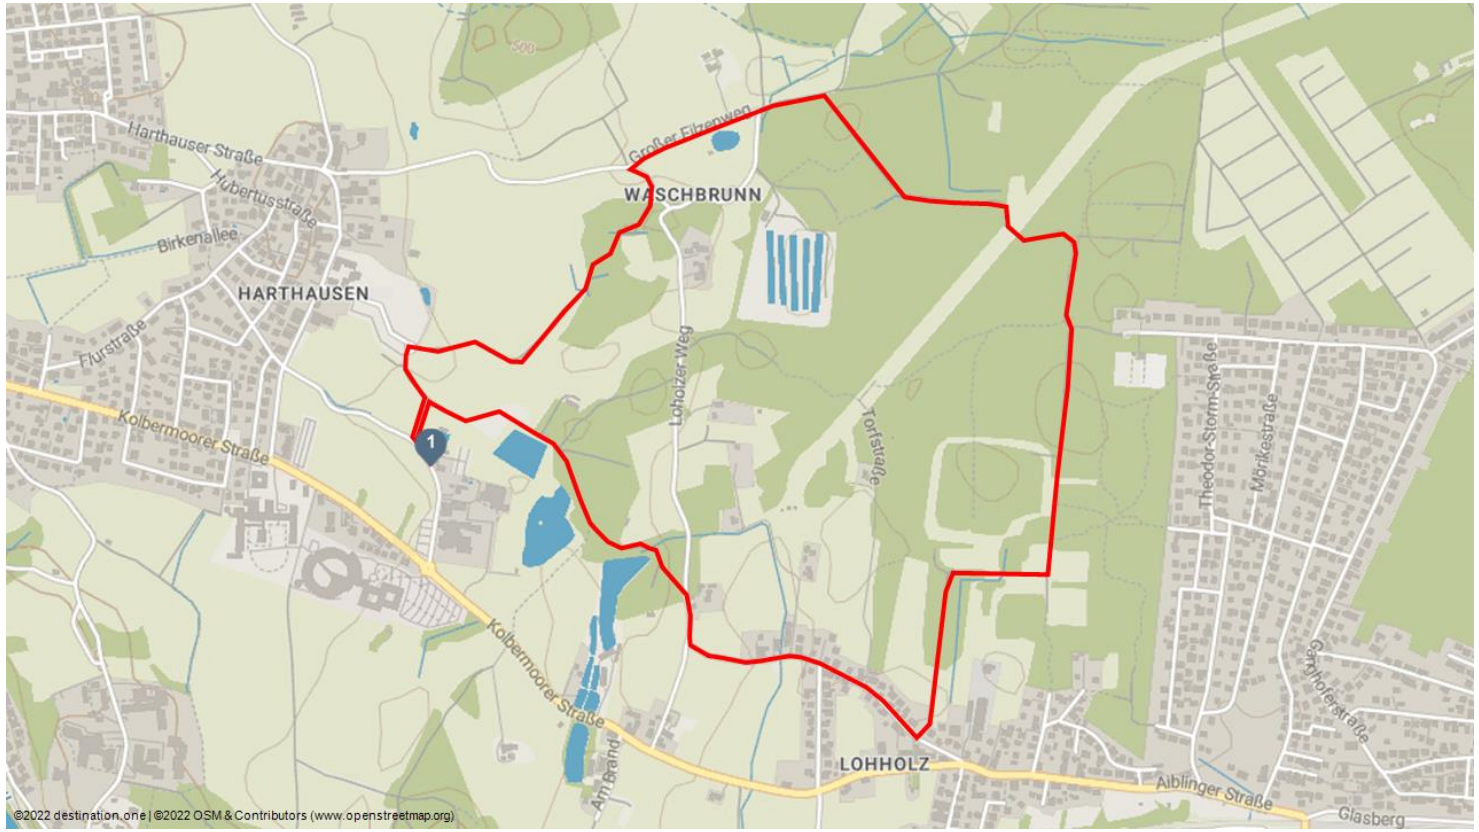 500
Harthauser Straße
Großer Filzenweg
Hubertusstraße
WASCHBRUNN
Birkenallee
HARTHAUSEN
Flurstraße
Loholzer Weg
Theodor-Storm-Straße
Mörikestraße
Kolbermoorer Straße
Torfstraße
1
Kolbermoorer Straße
Ganghoferstraße
Am Brand
LOHHOLZ
Aiblinger Straße
Glasberg
©2022 destination.one | ©2022 OSM & Contributors (www.openstreetmap.org)